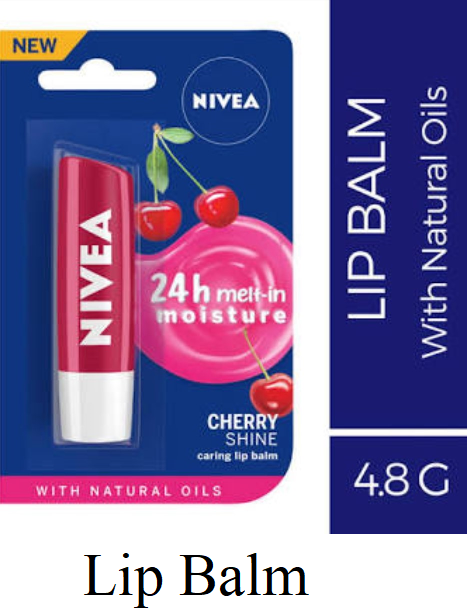 NEW
NIVEA
NIVEA
24h melt-in
moisture
CHERRY
SHINE
caring lip balm
WITH NATURAL OILS
LIP BALM
With Natural Oils
4.8 G
Lip Balm